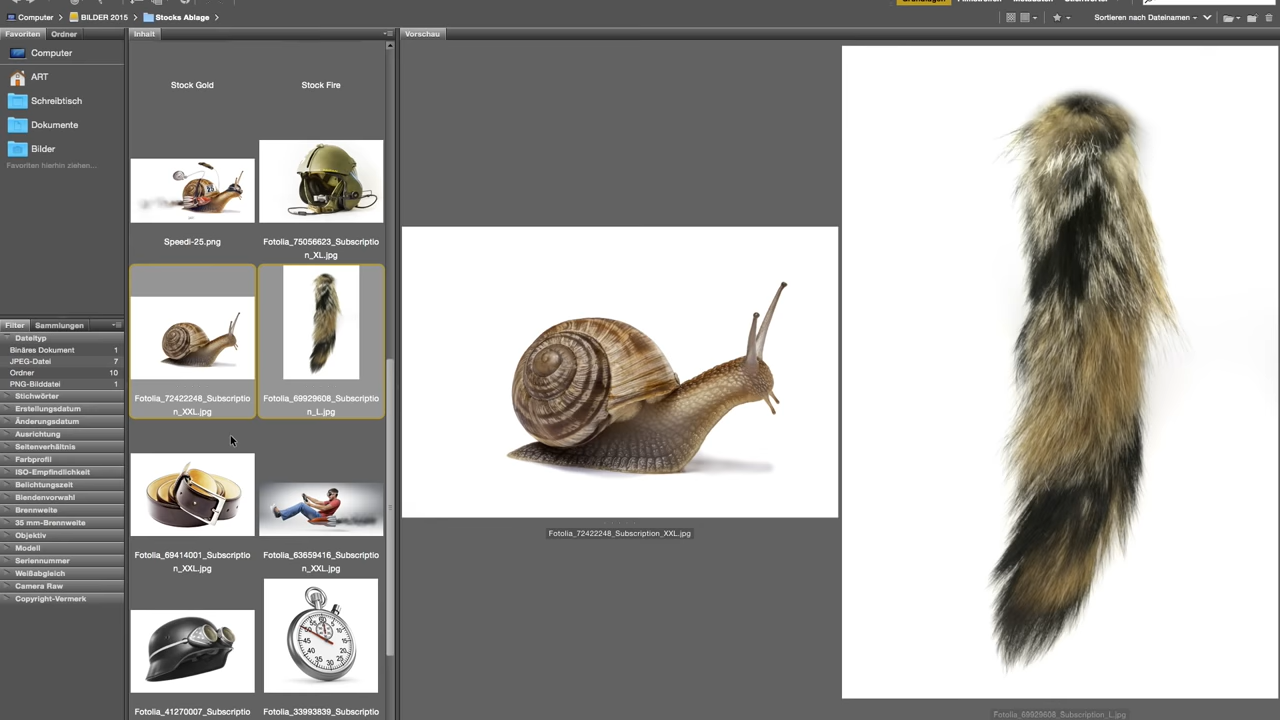 Computer
BILDER 2015
Stocks Ablage
Sortieren nach Dateinamen
Favoriten
Ordner
Computer
ART
Schreibtisch
Dokumente
Bilder
Favoriten hierhin ziehen...
Filter
Sammlungen
Dateityp
Binäres Dokument 1
JPEG-Datei 7
Ordner 10
PNG-Bilddatei 1
Stichwörter
Erstellungsdatum
Änderungsdatum
Ausrichtung
Seitenverhältnis
Farbprofil
ISO-Empfindlichkeit
Belichtungszeit
Blendenvorwahl
Brennweite
35 mm-Brennweite
Objektiv
Modell
Seriennummer
Weißabgleich
Camera Raw
Copyright-Vermerk
Inhalt
Stock Gold
Stock Fire
Speedi-25.png
Fotolia_75056623_Subscriptio
n_XL.jpg
Fotolia_72422248_Subscriptio
n_XXL.jpg
Fotolia_69929608_Subscriptio
n_L.jpg
Fotolia_69414001_Subscriptio
n_XXL.jpg
Fotolia_63659416_Subscriptio
n_XXL.jpg
Fotolia_41270007_Subscriptio
Fotolia_33993839_Subscriptio
Vorschau
Fotolia_72422248_Subscription_XXL.jpg
Fotolia_69929608_Subscription_L.jpg